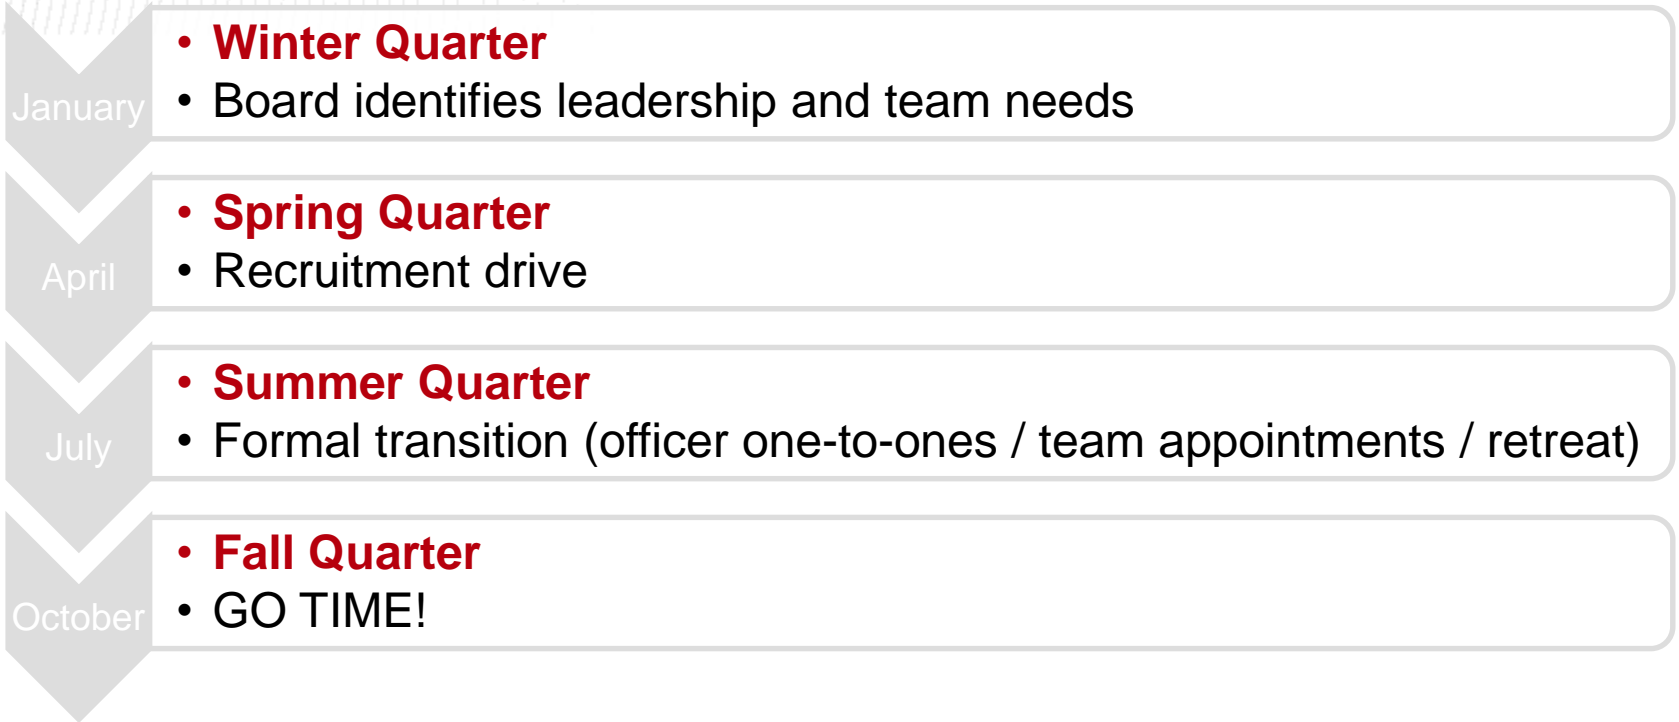 January
• Winter Quarter
• Board identifies leadership and team needs
April
• Spring Quarter
• Recruitment drive
July
• Summer Quarter
• Formal transition (officer one-to-ones / team appointments / retreat)
October
• Fall Quarter
• GO TIME!